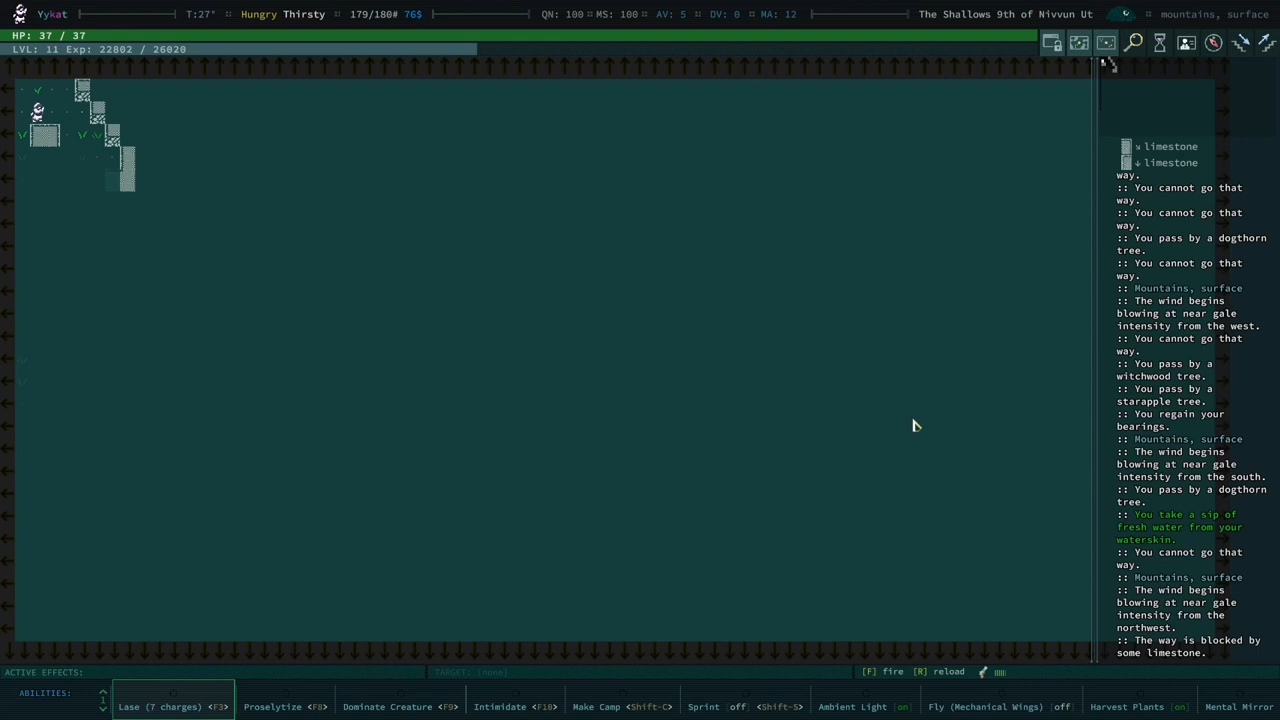 Yykat T:27° :: Hungry Thirsty :: 179/180# 76$ QN: 100 :: MS: 100 :: AV: 5 :: DV: 0 :: MA: 12 The Shallows 9th of Nivvun Ut :: mountains, surface
HP: 37 / 37
LVL: 11 Exp: 22802 / 26020
↘ limestone
↓ limestone
way.
:: You cannot go that
way.
:: You cannot go that
way.
:: You pass by a dogthorn
tree.
:: You cannot go that
way.
:: Mountains, surface
:: The wind begins
blowing at near gale
intensity from the west.
:: You cannot go that
way.
:: You pass by a
witchwood tree.
:: You pass by a
starapple tree.
:: You regain your
bearings.
:: Mountains, surface
:: The wind begins
blowing at near gale
intensity from the south.
:: You pass by a dogthorn
tree.
:: You take a sip of
fresh water from your
waterskin.
:: You cannot go that
way.
:: Mountains, surface
:: The wind begins
blowing at near gale
intensity from the
northwest.
:: The way is blocked by
some limestone.
ACTIVE EFFECTS: TARGET: [none] [F] fire [R] reload
ABILITIES: 1 Lase (7 charges) <F3> Proselytize <F8> Dominate Creature <F9> Intimidate <F10> Make Camp <Shift-C> Sprint [off] <Shift-S> Ambient Light [on] Fly (Mechanical Wings) [off] Harvest Plants [on] Mental Mirror